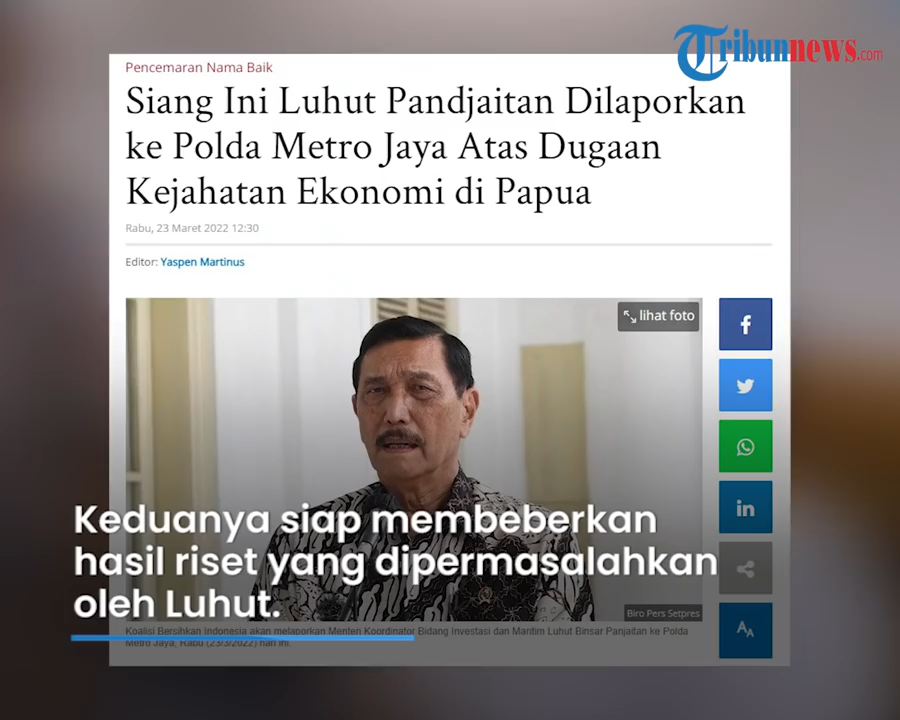 Tribunnews.com
Pencemaran Nama Baik
Siang Ini Luhut Pandjaitan Dilaporkan
ke Polda Metro Jaya Atas Dugaan
Kejahatan Ekonomi di Papua
Rabu, 23 Maret 2022 12:30
Editor: Yaspen Martinus
lihat foto
Keduanya siap membeberkan
hasil riset yang dipermasalahkan
oleh Luhut.
Biro Pers Setpres
Koalisi Bersihkan Indonesia akan melaporkan Menteri Koordinator Bidang Investasi dan Maritim Luhut Binsar Panjaitan ke Polda
Metro Jaya, Rabu (23/3/2022) hari ini.
AA